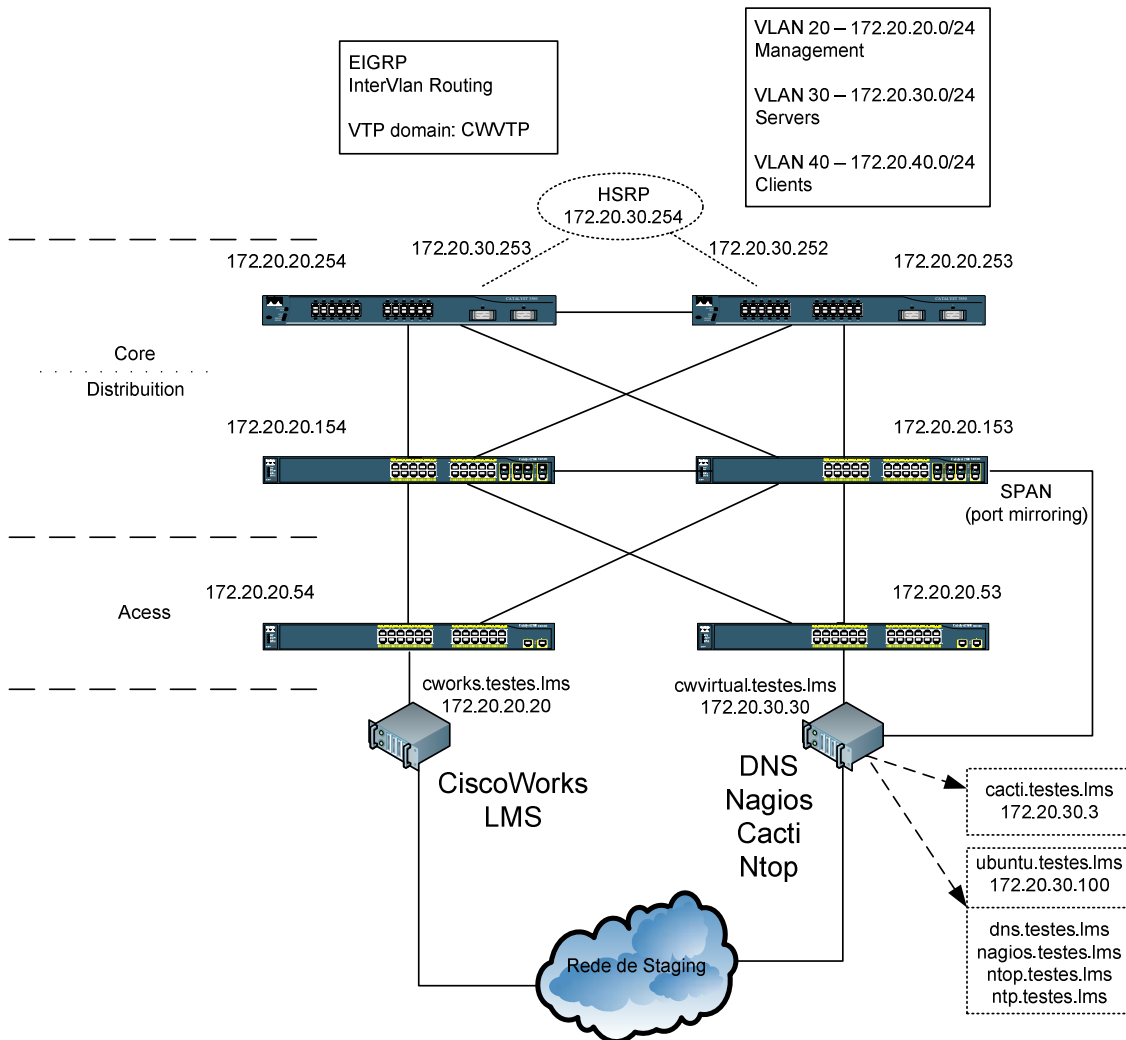 EIGRP
InterVlan Routing
VTP domain: CWVTP
VLAN 20 – 172.20.20.0/24
Management
VLAN 30 – 172.20.30.0/24
Servers
VLAN 40 – 172.20.40.0/24
Clients
HSRP
172.20.30.254
172.20.20.254
172.20.30.253
172.20.30.252
172.20.20.253
Core
Distribuition
172.20.20.154
172.20.20.153
SPAN
(port mirroring)
Acess
172.20.20.54
172.20.20.53
cworks.testes.lms
172.20.20.20
CiscoWorks
LMS
cwvirtual.testes.lms
172.20.30.30
DNS
Nagios
Cacti
Ntop
cacti.testes.lms
172.20.30.3
ubuntu.testes.lms
172.20.30.100
dns.testes.lms
nagios.testes.lms
ntop.testes.lms
ntp.testes.lms
Rede de Staging